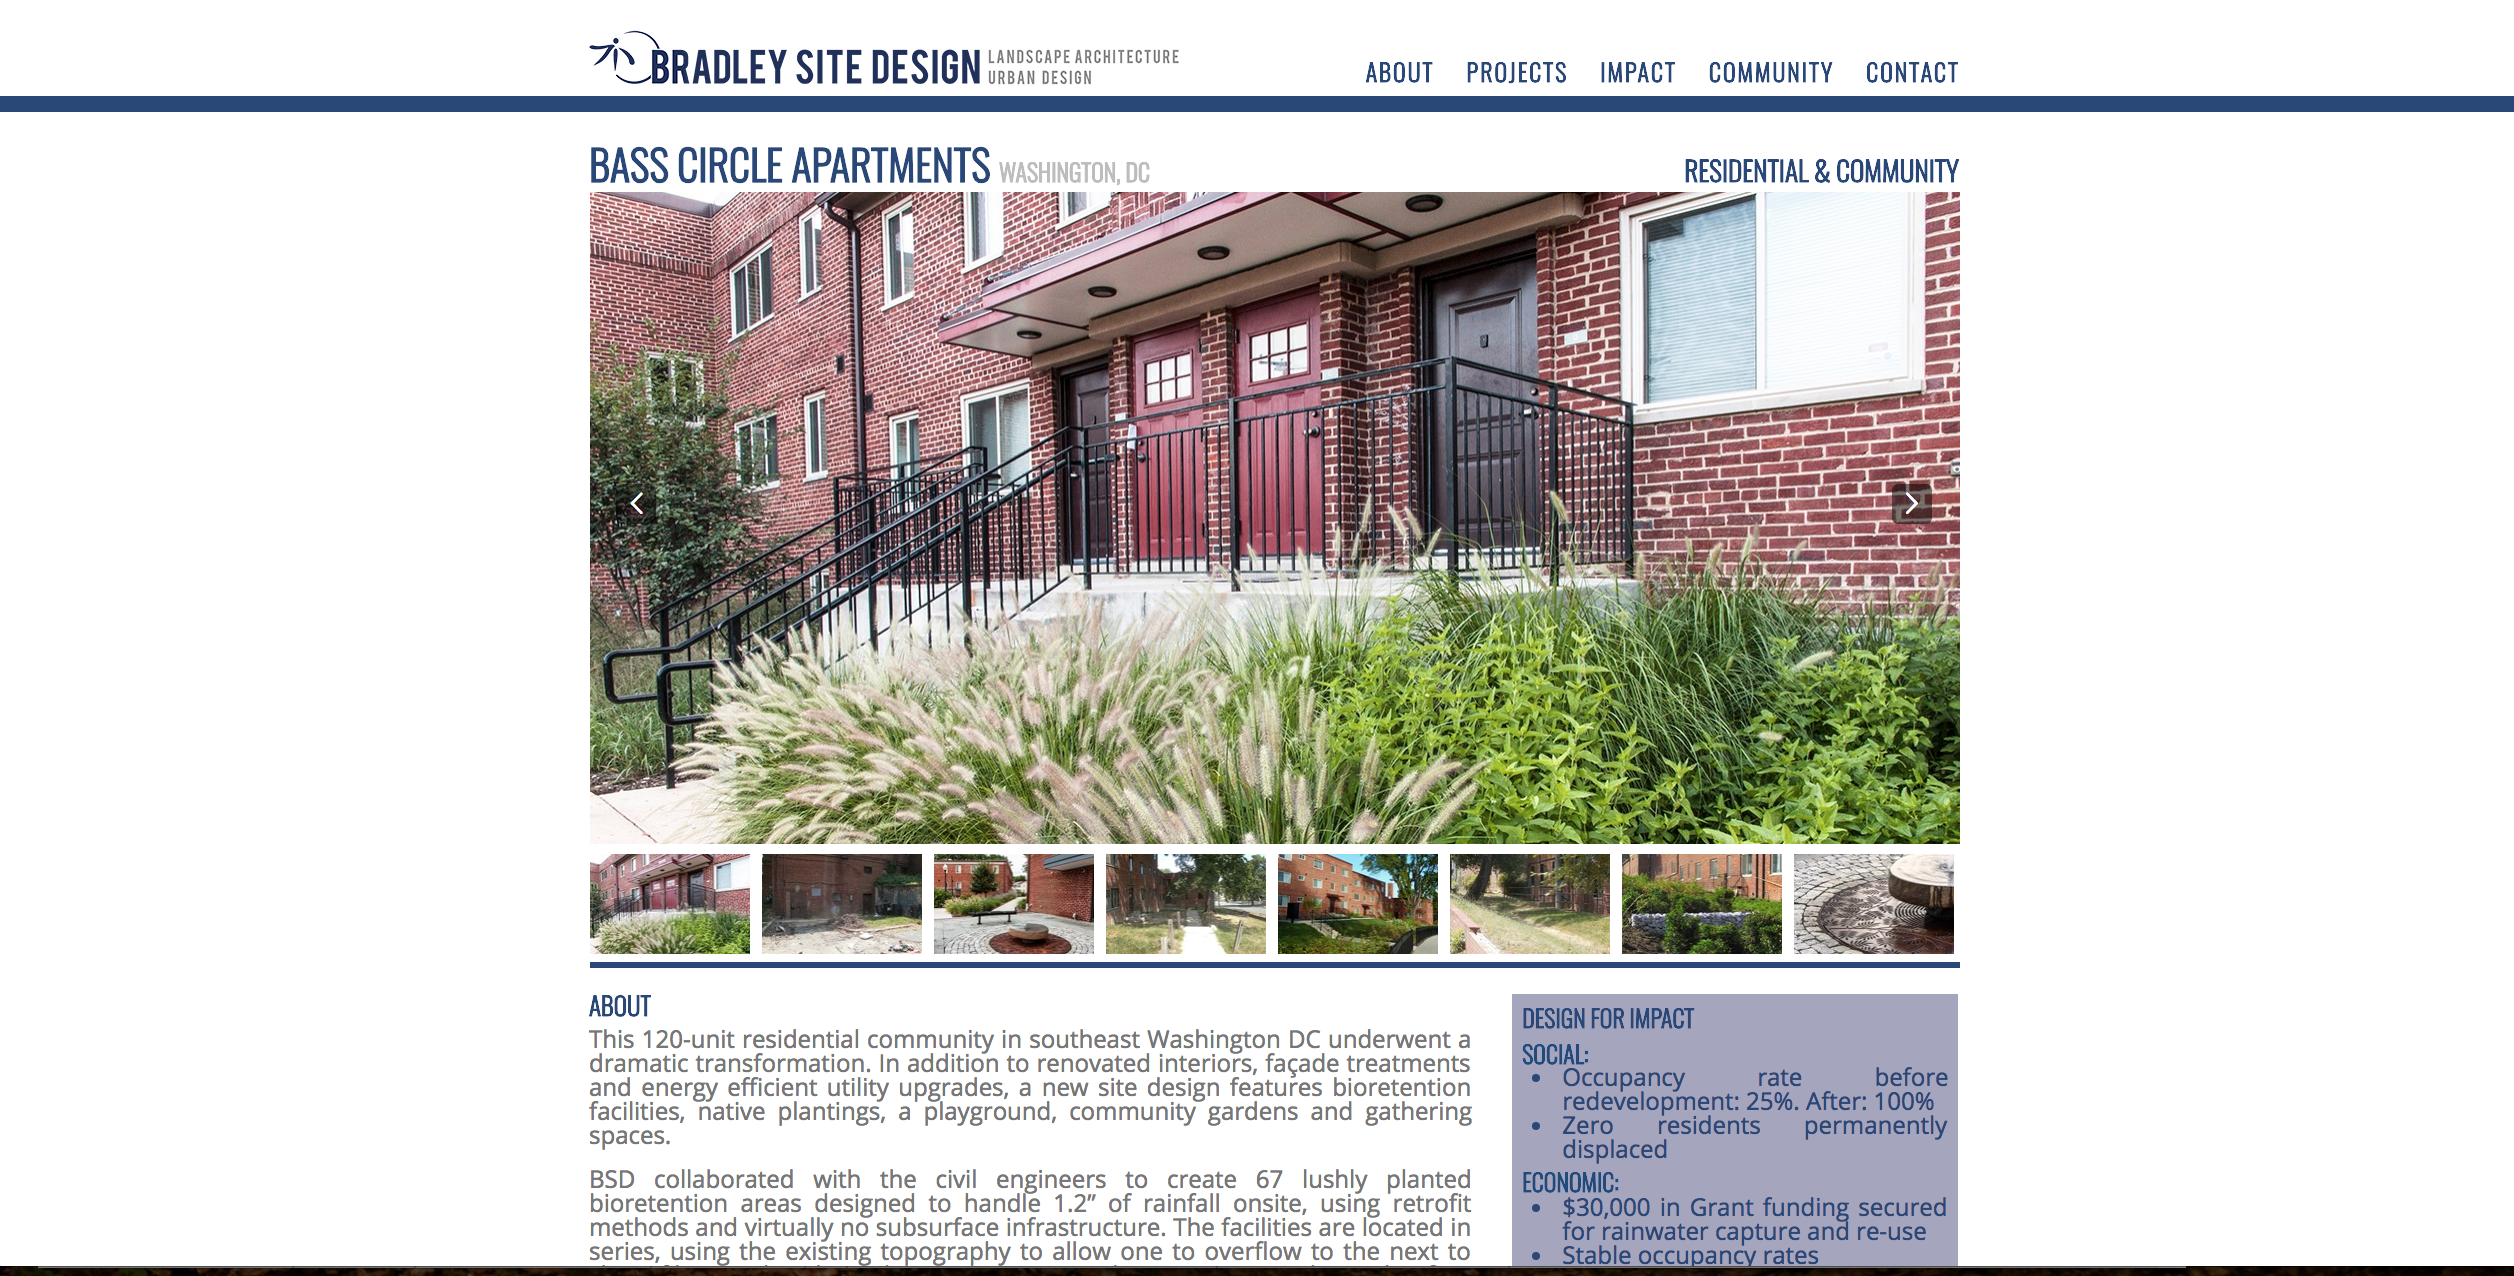 BRADLEY SITE DESIGN
LANDSCAPE ARCHITECTURE
URBAN DESIGN
ABOUT PROJECTS IMPACT COMMUNITY CONTACT
BASS CIRCLE APARTMENTS WASHINGTON, DC
RESIDENTIAL & COMMUNITY
ABOUT
This 120-unit residential community in southeast Washington DC underwent a
dramatic transformation. In addition to renovated interiors, façade treatments
and energy efficient utility upgrades, a new site design features bioretention
facilities, native plantings, a playground, community gardens and gathering
spaces.
BSD collaborated with the civil engineers to create 67 lushly planted
bioretention areas designed to handle 1.2” of rainfall onsite, using retrofit
methods and virtually no subsurface infrastructure. The facilities are located in
series, using the existing topography to allow one to overflow to the next to
DESIGN FOR IMPACT
SOCIAL:
• Occupancy rate before
redevelopment: 25%. After: 100%
• Zero residents permanently
displaced
ECONOMIC:
• $30,000 in Grant funding secured
for rainwater capture and re-use
• Stable occupancy rates